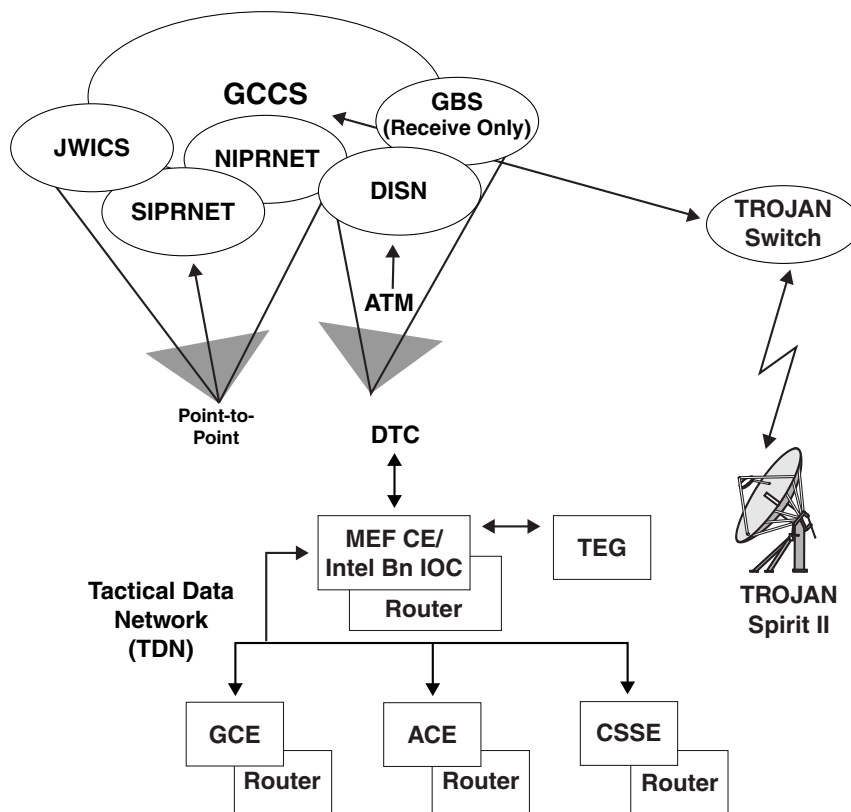 GCCS
GBS
(Receive Only)
JWICS
NIPRNET
SIPRNET
DISN
TROJAN
Switch
ATM
Point-to-
Point
DTC
MEF CE/
Intel Bn IOC
Router
TEG
Tactical Data
Network
(TDN)
TROJAN
Spirit II
GCE
Router
ACE
Router
CSSE
Router